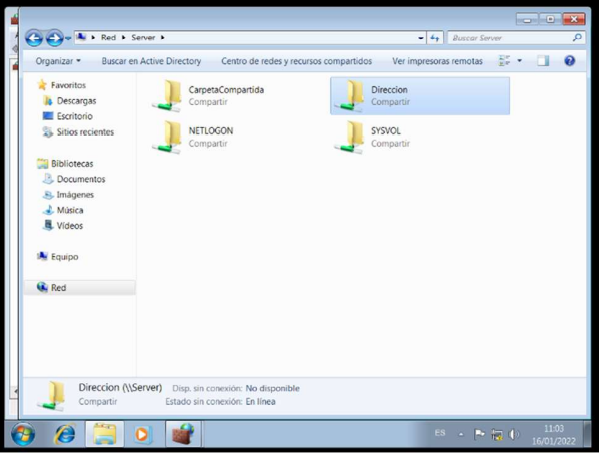 Red ▸ Server ▸
Buscar Server
Organizar
Buscar en Active Directory
Centro de redes y recursos compartidos
Ver impresoras remotas
Favoritos
Descargas
Escritorio
Sitios recientes
Bibliotecas
Documentos
Imágenes
Música
Vídeos
Equipo
Red
CarpetaCompartida
Compartir
Direccion
Compartir
NETLOGON
Compartir
SYSVOL
Compartir
Direccion (\\Server) Disp. sin conexión: No disponible
Compartir Estado sin conexión: En línea
ES
11:03
16/01/2022